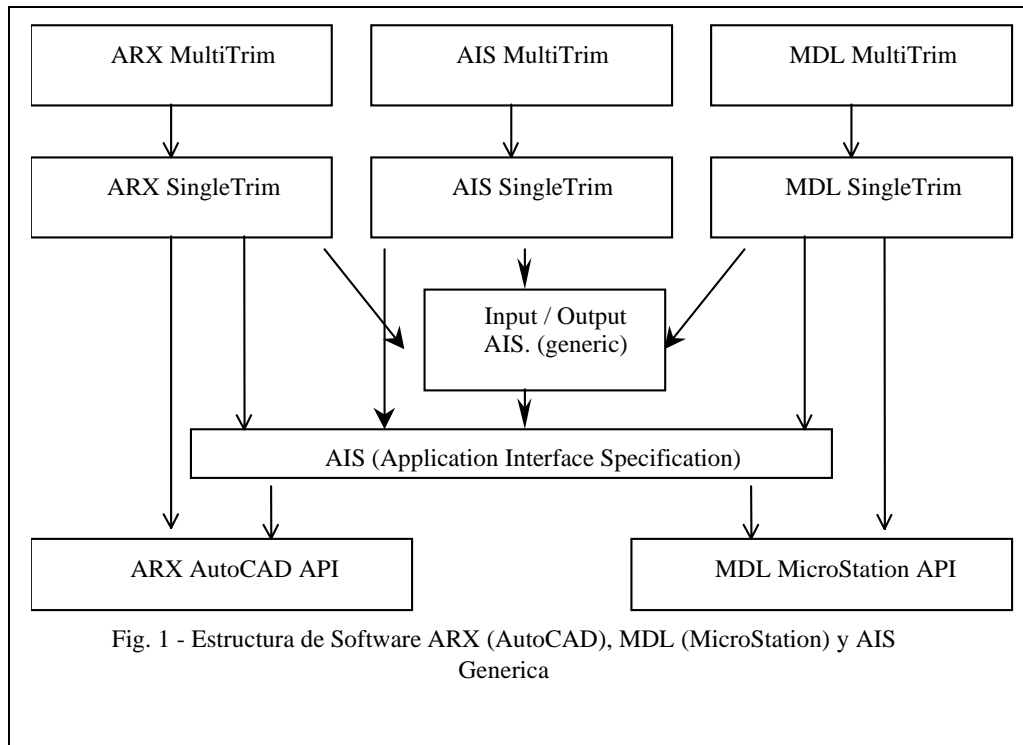 ARX MultiTrim
AIS MultiTrim
MDL MultiTrim
ARX SingleTrim
AIS SingleTrim
MDL SingleTrim
Input / Output
AIS. (generic)
AIS (Application Interface Specification)
ARX AutoCAD API
MDL MicroStation API
Fig. 1 - Estructura de Software ARX (AutoCAD), MDL (MicroStation) y AIS
Generica